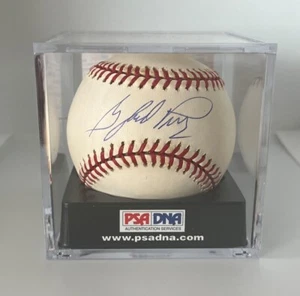 PSA DNA
AUTHENTICATION SERVICES
www.psadna.com